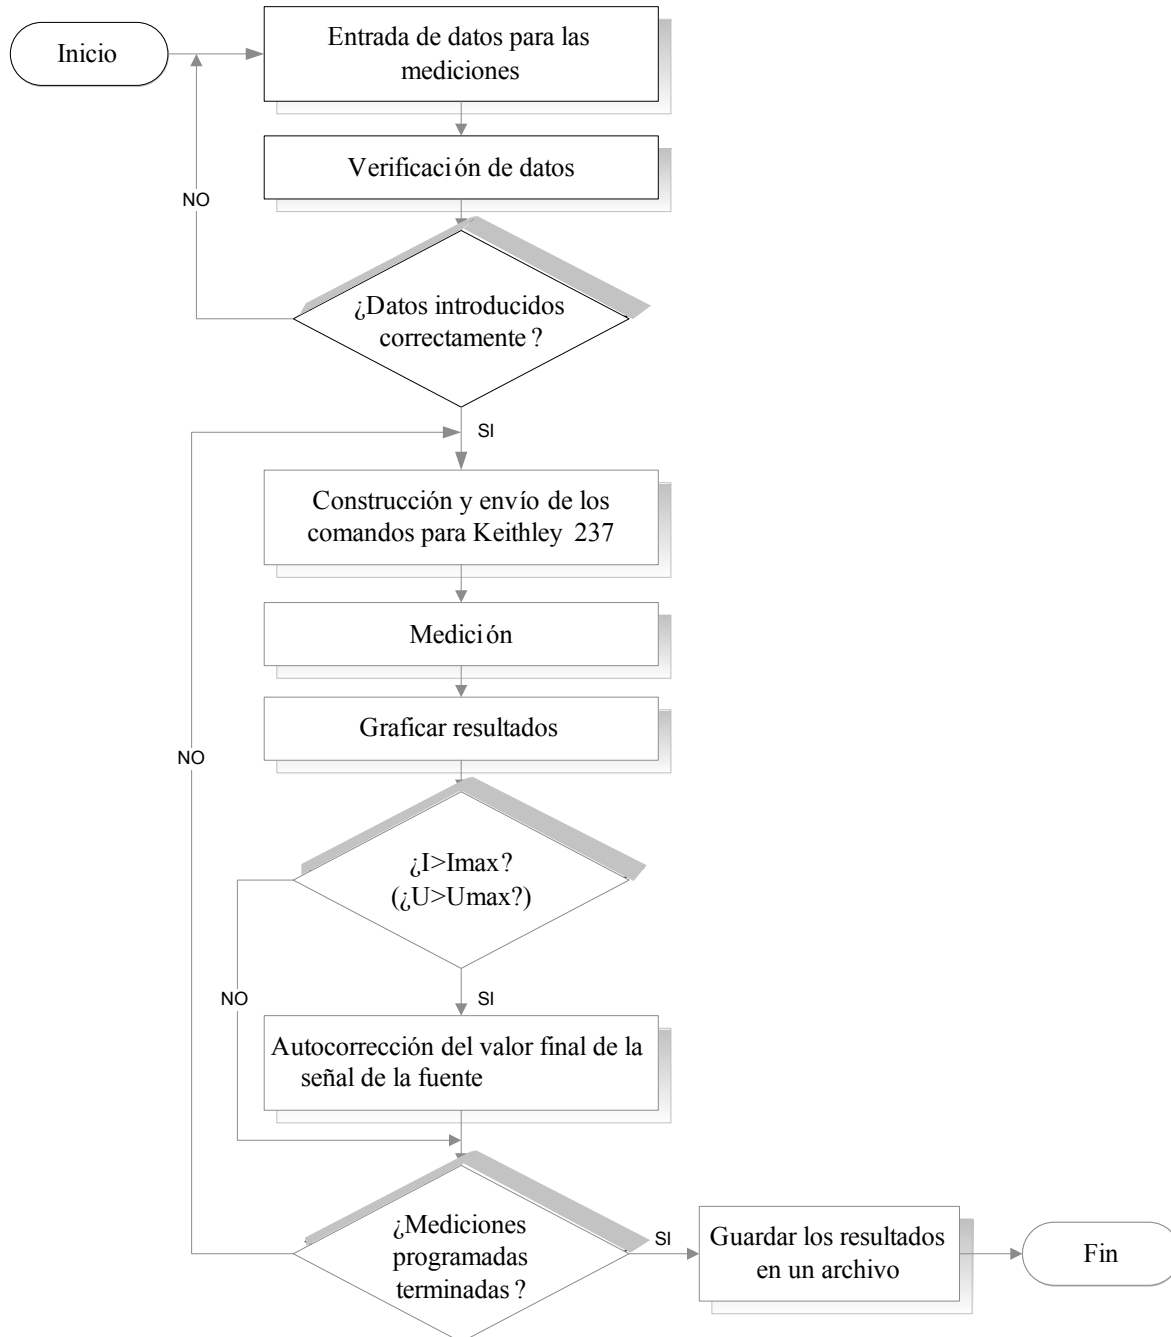 Inicio
Entrada de datos para las
mediciones
Verificación de datos
NO
¿Datos introducidos
correctamente ?
SI
Construcción y envío de los
comandos para Keithley 237
Medición
Graficar resultados
NO
¿I>Imax?
(¿U>Umax?)
NO
SI
Autocorrección del valor final de la
señal de la fuente
¿Mediciones
programadas
terminadas ?
SI
Guardar los resultados
en un archivo
Fin